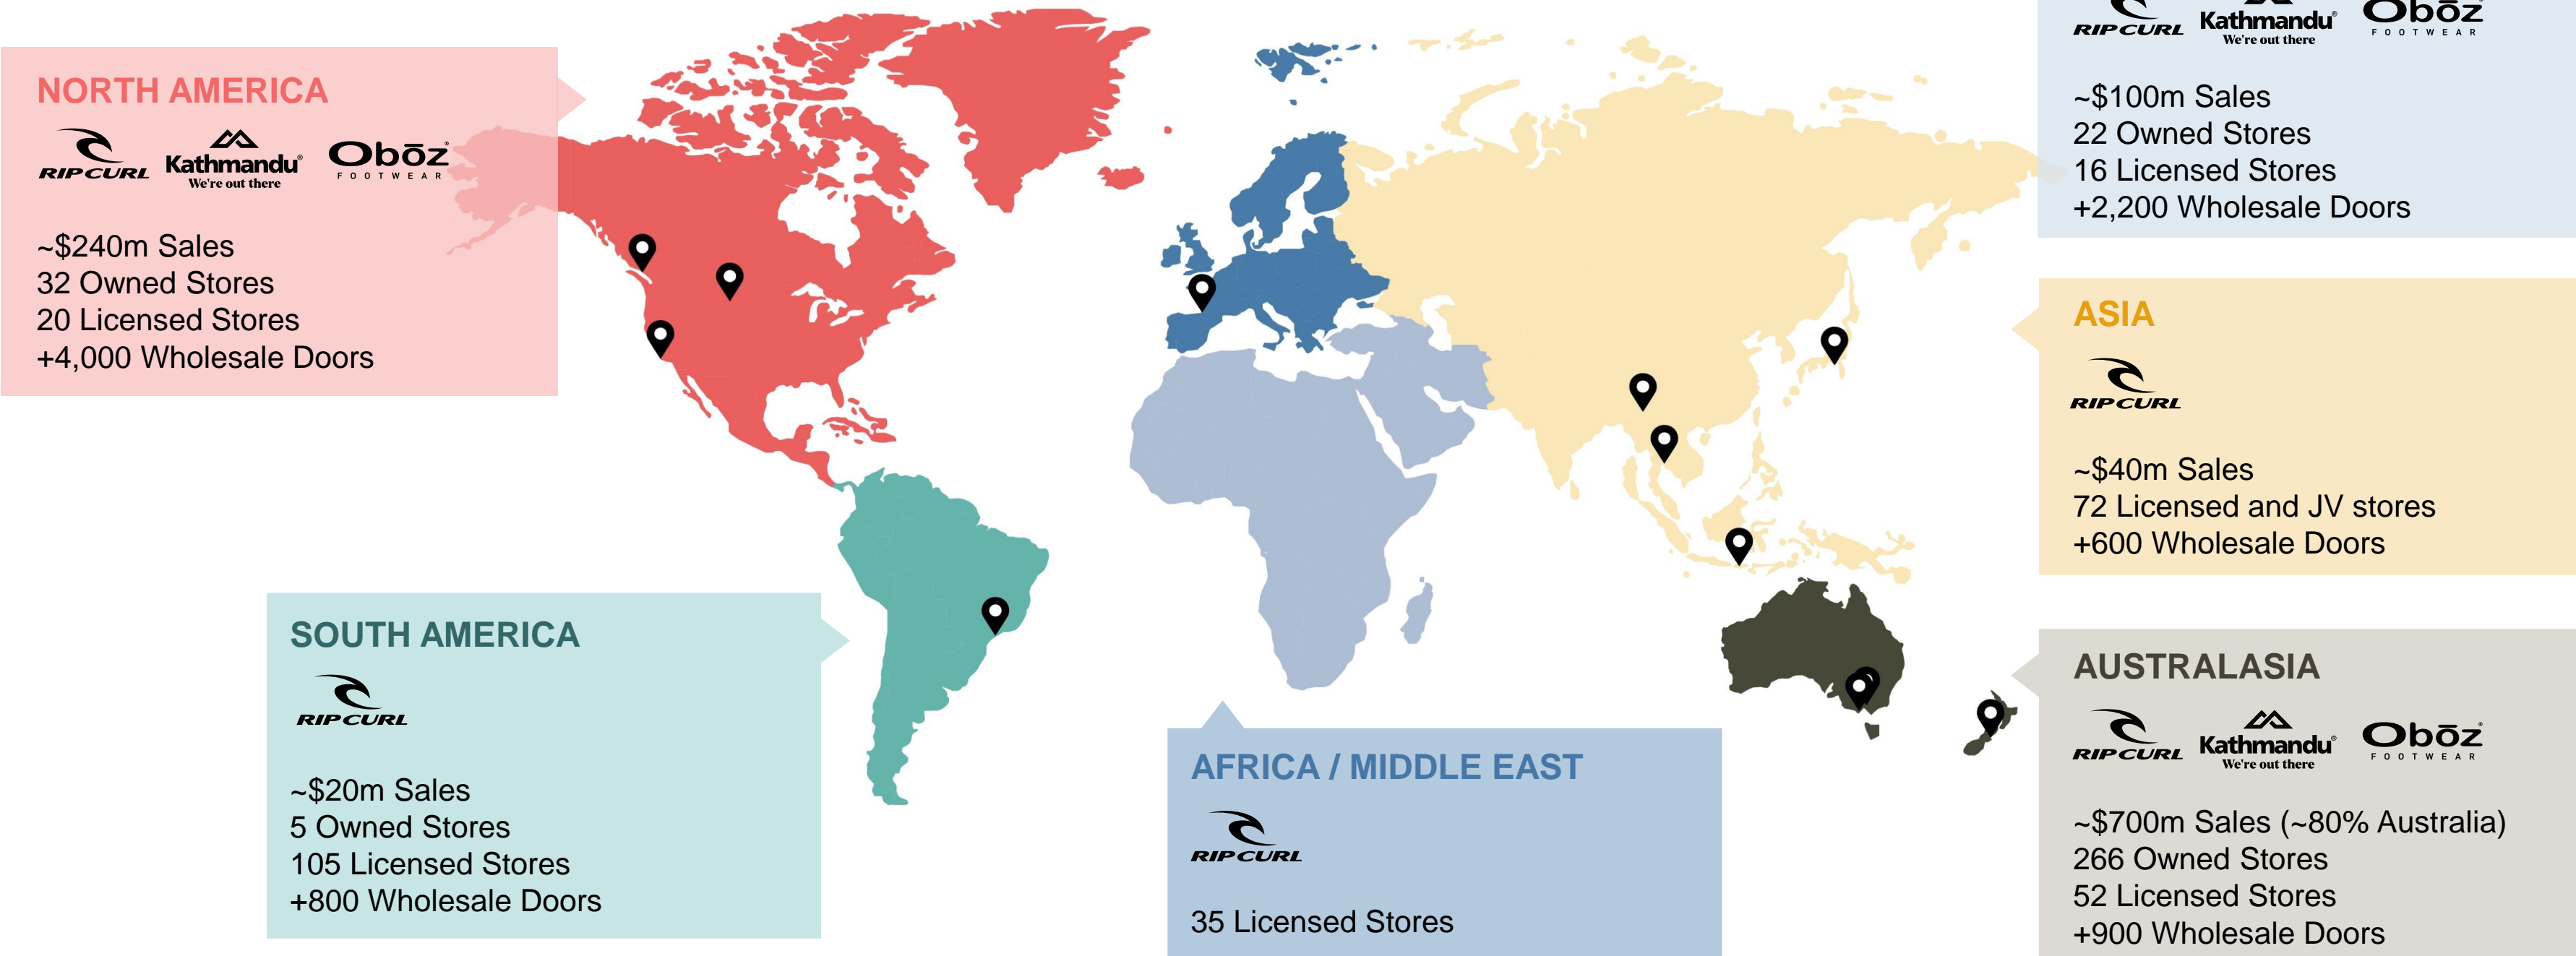 NORTH AMERICA
RIP CURL Kathmandu® Obōz®
We're out there FOOTWEAR
~$240m Sales
32 Owned Stores
20 Licensed Stores
+4,000 Wholesale Doors
SOUTH AMERICA
RIP CURL
~$20m Sales
5 Owned Stores
105 Licensed Stores
+800 Wholesale Doors
AFRICA / MIDDLE EAST
RIP CURL
35 Licensed Stores
RIP CURL Kathmandu® Obōz
We're out there FOOTWEAR
~$100m Sales
22 Owned Stores
16 Licensed Stores
+2,200 Wholesale Doors
ASIA
RIP CURL
~$40m Sales
72 Licensed and JV stores
+600 Wholesale Doors
AUSTRALASIA
RIP CURL Kathmandu® Obōz®
We're out there FOOTWEAR
~$700m Sales (~80% Australia)
266 Owned Stores
52 Licensed Stores
+900 Wholesale Doors